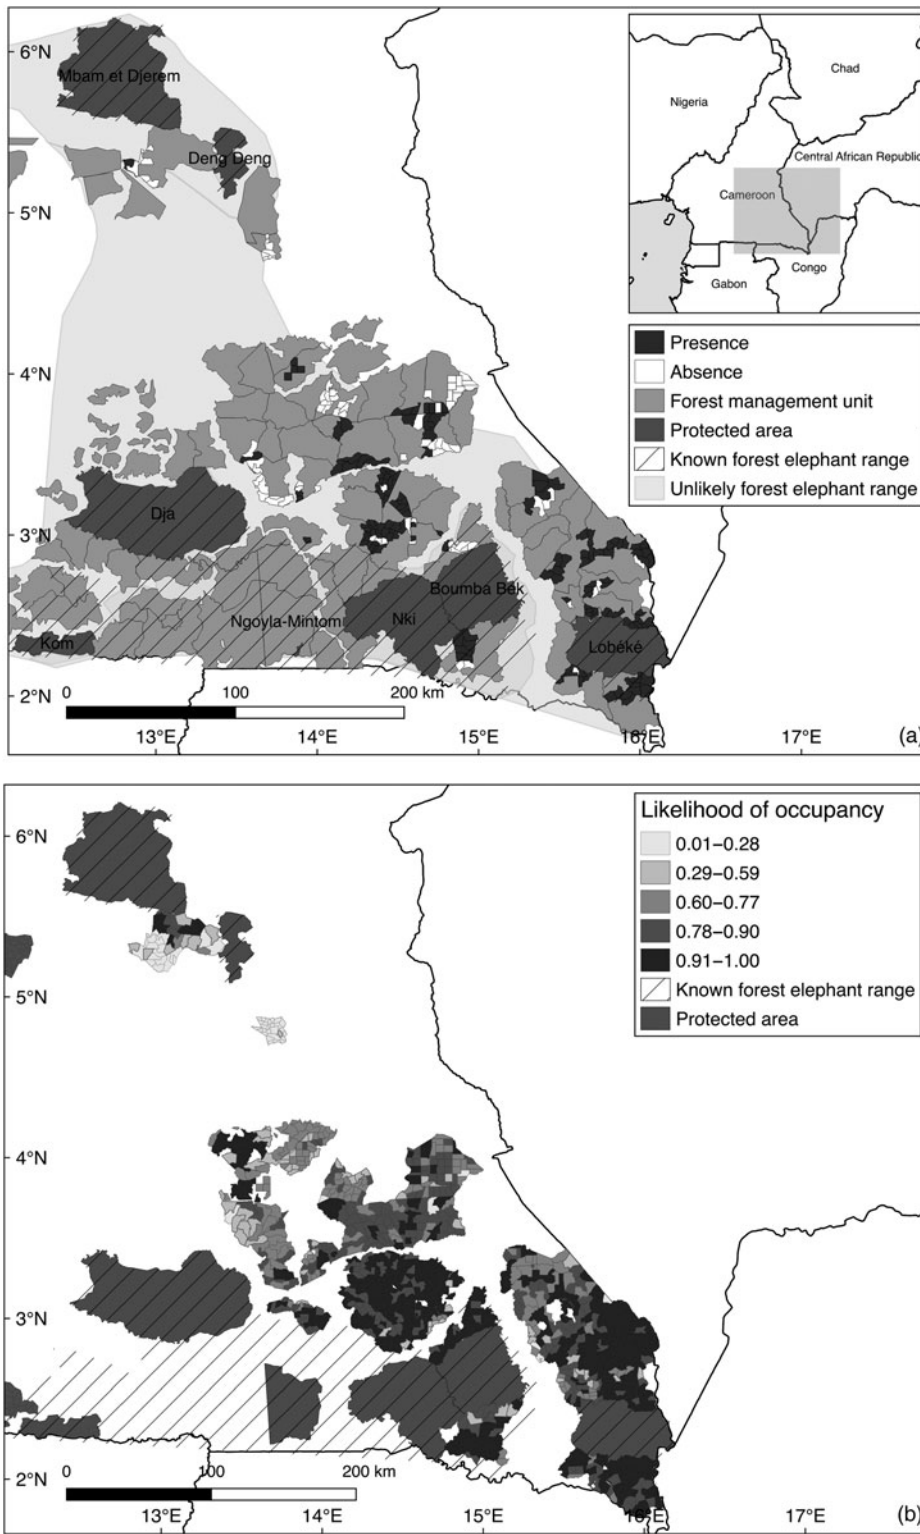 6°N
5°N
4°N
3°N
2°N
Mbam et Djerem
Deng Deng
Dja
Boumba Bek
Ngoyla-Mintom
Nki
Kom
Lobéké
Nigeria
Chad
Central African Republic
Cameroon
Gabon
Congo
Presence
Absence
Forest management unit
Protected area
Known forest elephant range
Unlikely forest elephant range
0 100 200 km
13°E 14°E 15°E 16°E 17°E (a)
Likelihood of occupancy
0.01–0.28
0.29–0.59
0.60–0.77
0.78–0.90
0.91–1.00
Known forest elephant range
Protected area
6°N
5°N
4°N
3°N
2°N
0 100 200 km
13°E 14°E 15°E 16°E 17°E (b)